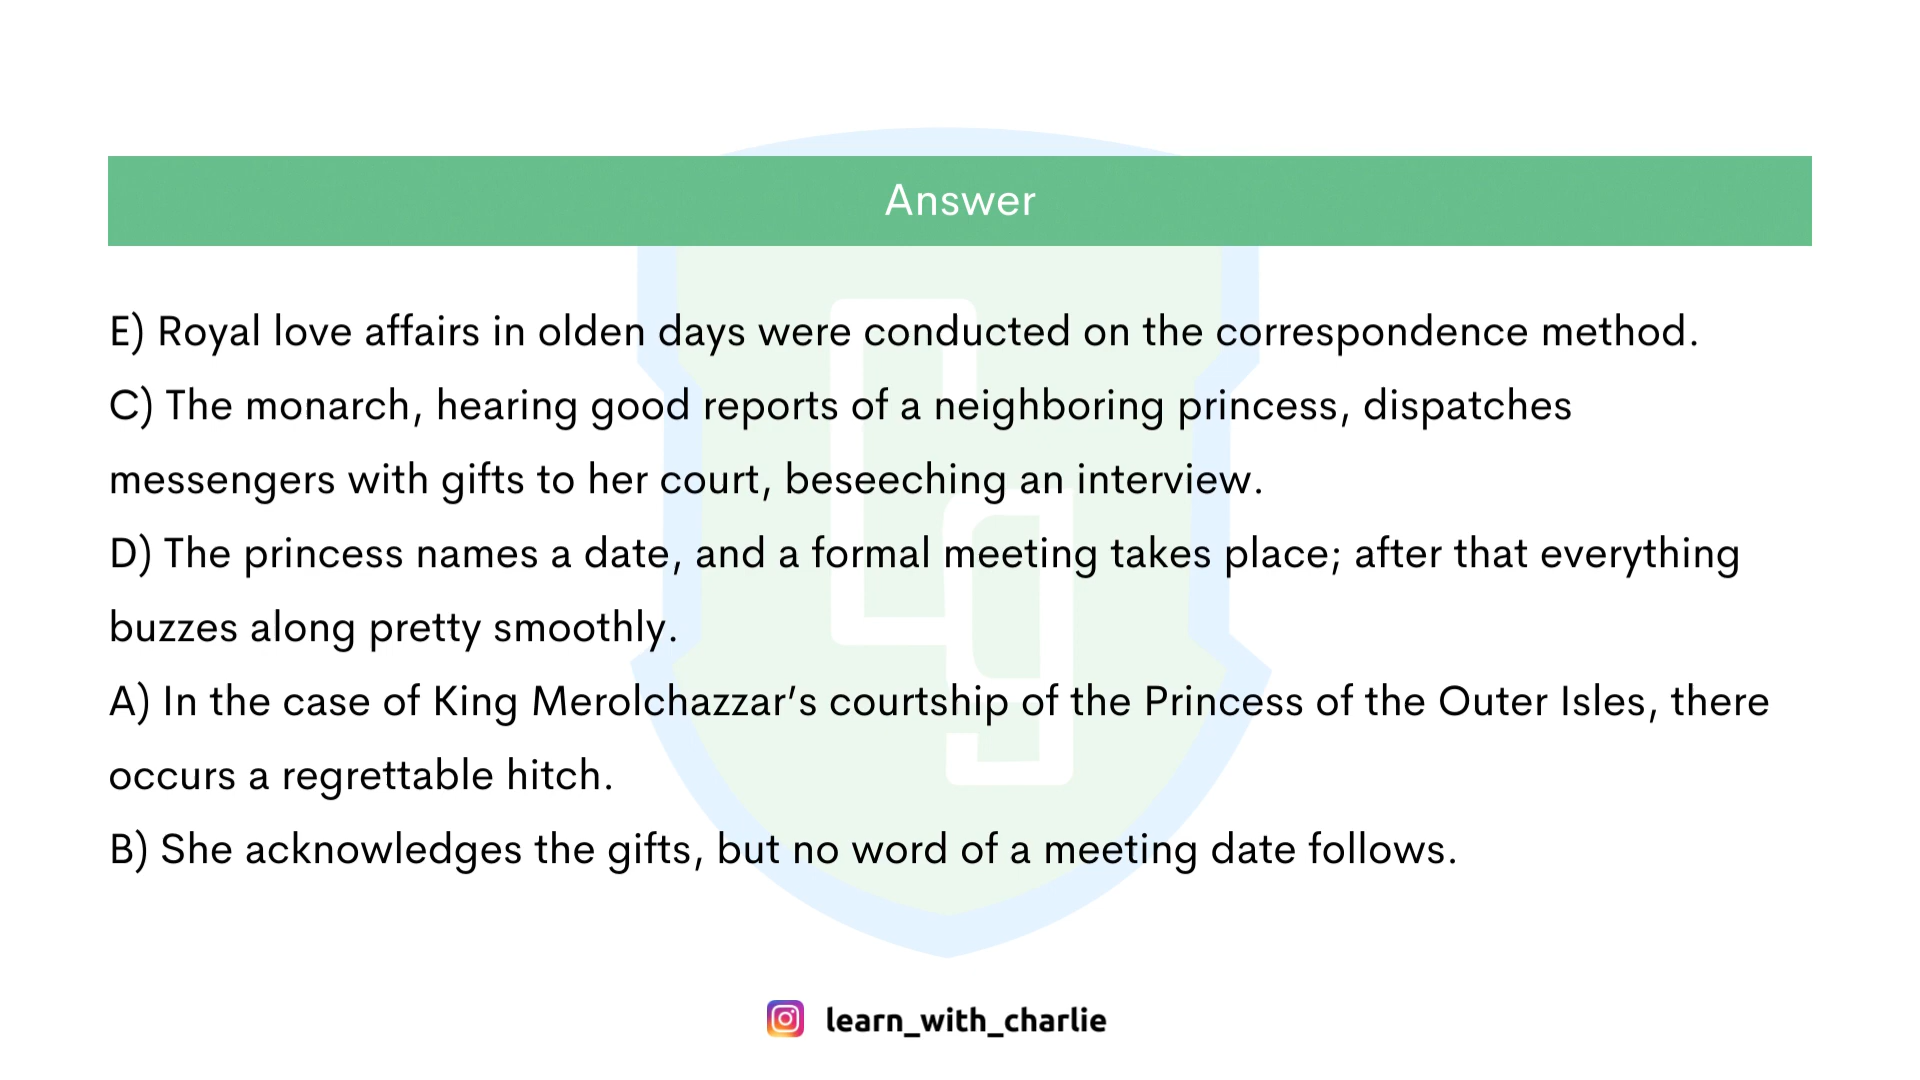 Answer
E) Royal love affairs in olden days were conducted on the correspondence method.
C) The monarch, hearing good reports of a neighboring princess, dispatches
messengers with gifts to her court, beseeching an interview.
D) The princess names a date, and a formal meeting takes place; after that everything
buzzes along pretty smoothly.
A) In the case of King Merolchazzar’s courtship of the Princess of the Outer Isles, there
occurs a regrettable hitch.
B) She acknowledges the gifts, but no word of a meeting date follows.
learn_with_charlie